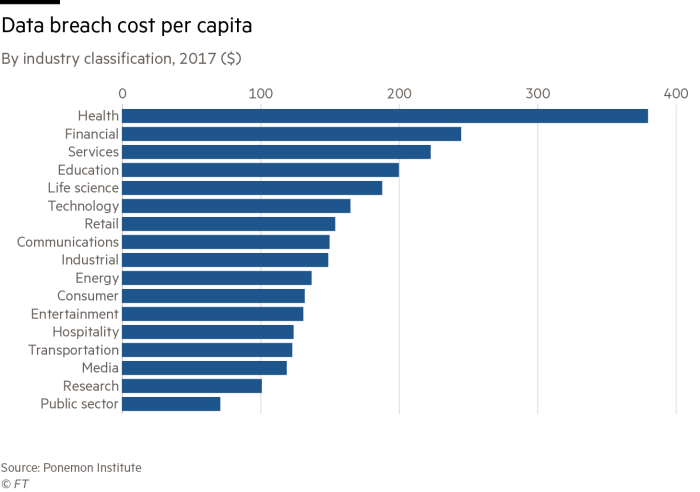 Data breach cost per capita
By industry classification, 2017 ($)
0 100 200 300 400
Health
Financial
Services
Education
Life science
Technology
Retail
Communications
Industrial
Energy
Consumer
Entertainment
Hospitality
Transportation
Media
Research
Public sector
Source: Ponemon Institute
© FT